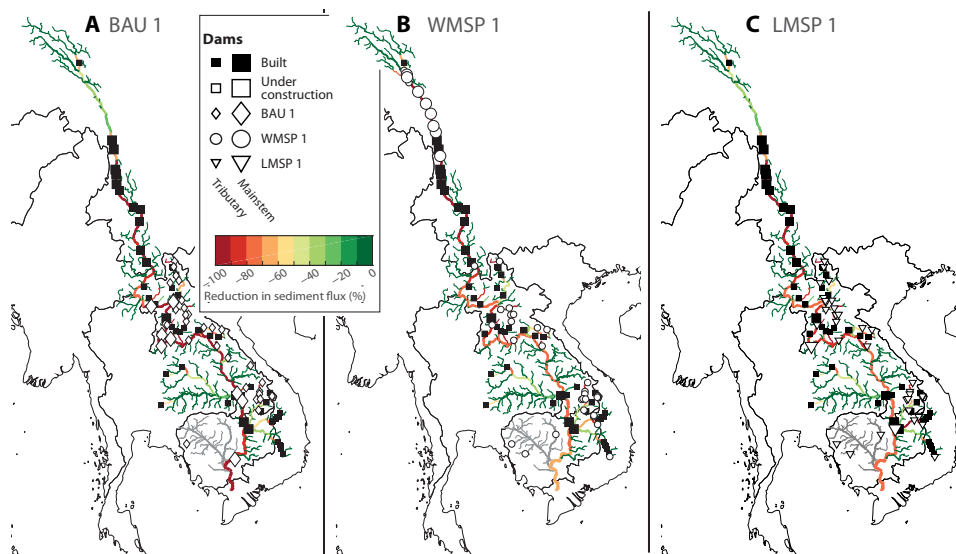 A BAU 1
B WMSP 1
C LMSP 1
Dams
Built
Under
construction
BAU 1
WMSP 1
LMSP 1
Tributary
Mainstem
−100
−80
−60
−40
−20
0
Reduction in sediment flux (%)